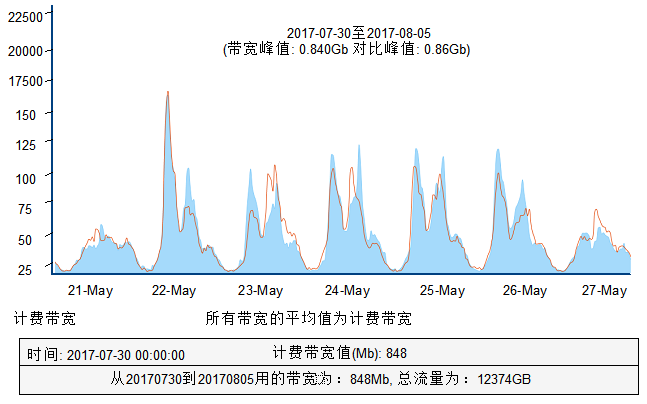 2017-07-30至2017-08-05
(带宽峰值: 0.840Gb 对比峰值: 0.86Gb)
22500
20000
17500
150
125
100
75
50
25
21-May 22-May 23-May 24-May 25-May 26-May 27-May
计费带宽 所有带宽的平均值为计费带宽
时间: 2017-07-30 00:00:00 计费带宽值(Mb): 848
从20170730到20170805用的带宽为：848Mb, 总流量为：12374GB